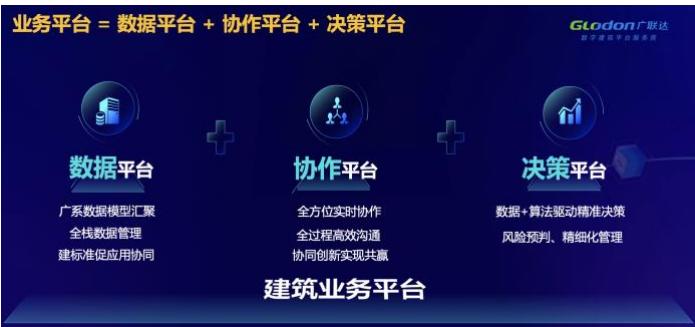 业务平台 = 数据平台 + 协作平台 + 决策平台
GLodon广联达
数字建筑平台服务商
数据平台
协作平台
决策平台
广系数据模型汇聚
全栈数据管理
建标准促应用协同
全方位实时协作
全过程高效沟通
协同创新实现共赢
数据+算法驱动精准决策
风险预判、精细化管理
建筑业务平台